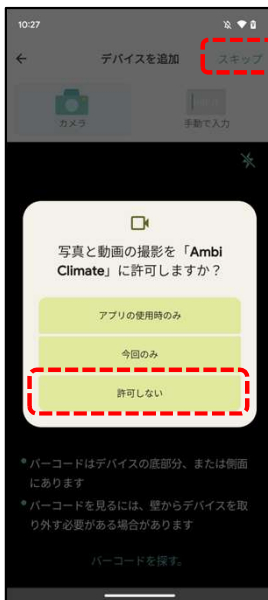 10:27
デバイスを追加
スキップ
カメラ
手動で入力
写真と動画の撮影を「Ambi
Climate」に許可しますか？
アプリの使用時のみ
今回のみ
許可しない
バーコードはデバイスの底部分、または側面
にあります
バーコードを見るには、壁からデバイスを取
り外す必要がある場合があります
バーコードを探す。